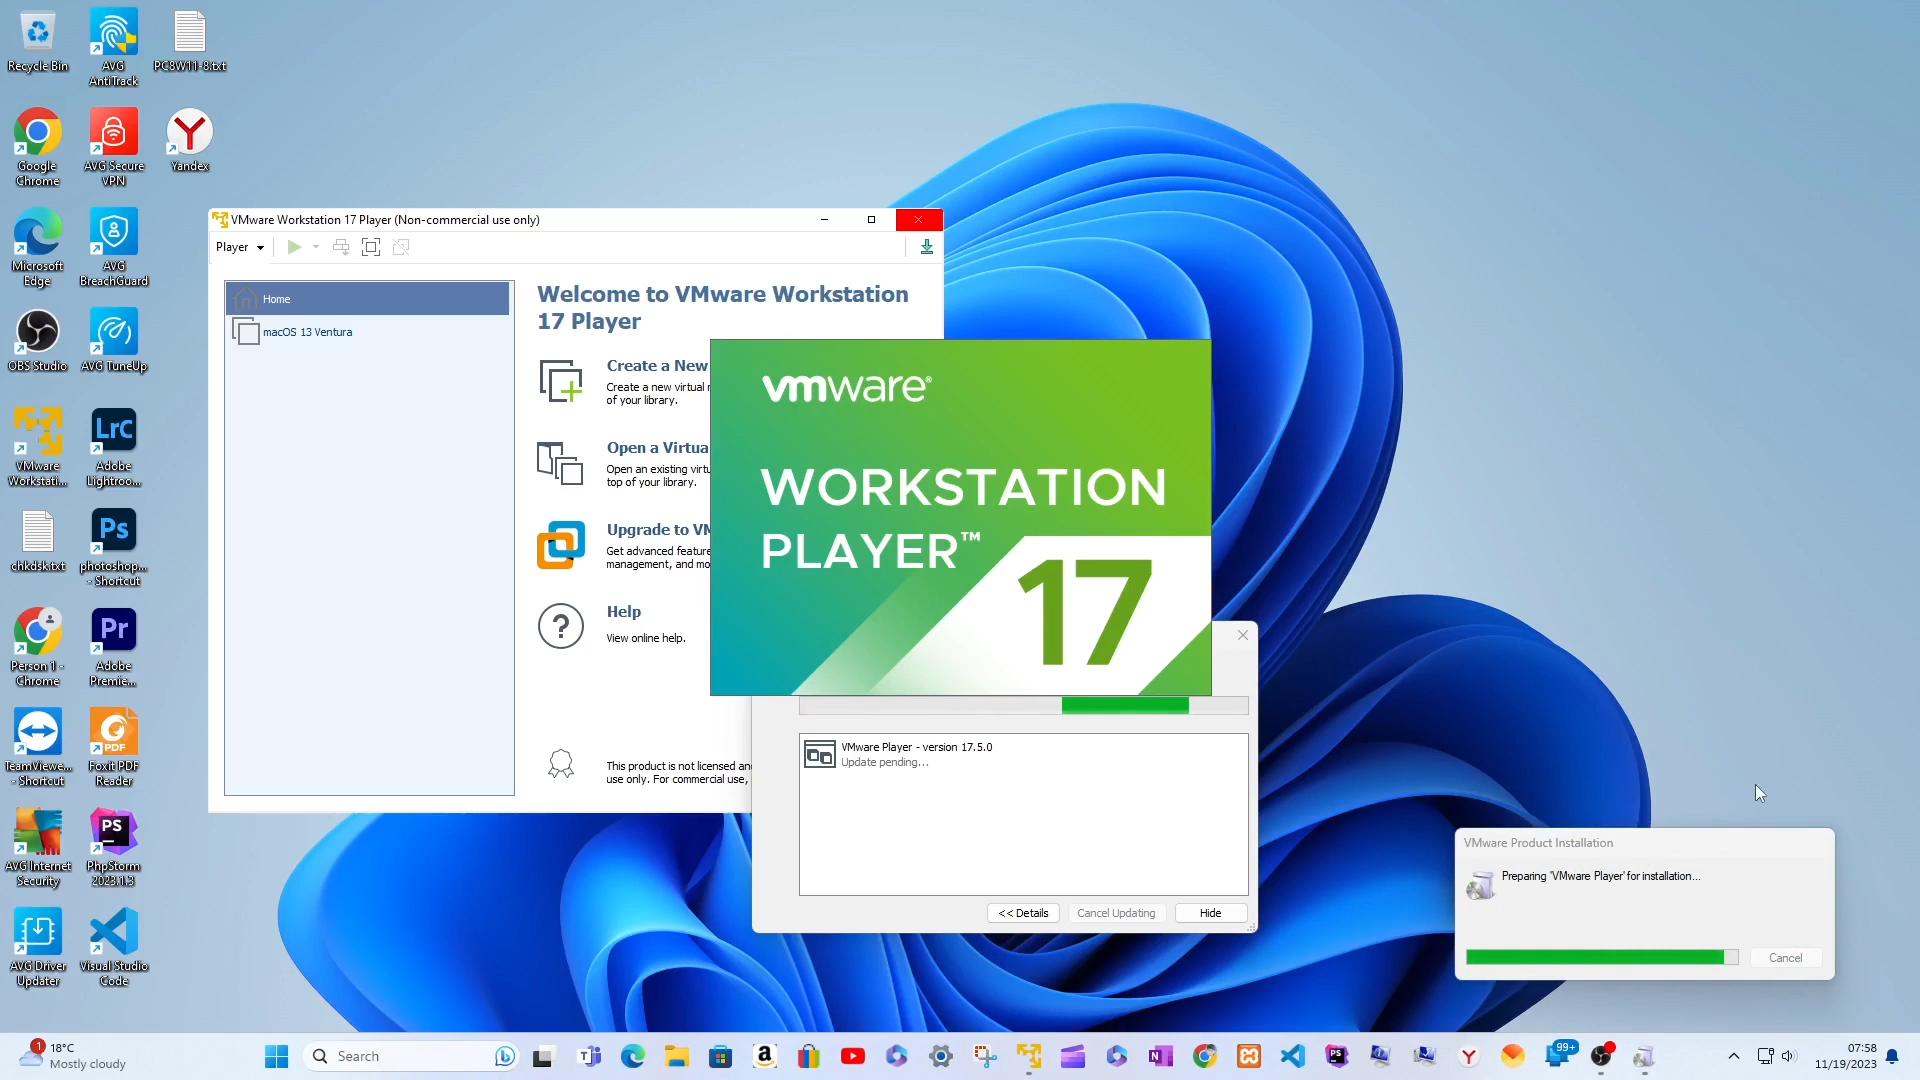 Recycle Bin
AVG
AntiTrack
PC8W11-8.txt
Google
Chrome
AVG Secure
VPN
Yandex
Microsoft
Edge
AVG
BreachGuard
OBS Studio
AVG TuneUp
VMware
Workstati...
LrC
Adobe
Lightroo...
chkdsk.txt
Ps
photoshop...
- Shortcut
Person 1 -
Chrome
Pr
Adobe
Premie...
TeamViewe...
- Shortcut
PDF
Foxit PDF
Reader
AVG Internet
Security
PS
PhpStorm
2023.1.3
AVG Driver
Updater
Visual Studio
Code
VMware Workstation 17 Player (Non-commercial use only)
Player
Home
macOS 13 Ventura
Welcome to VMware Workstation
17 Player
Create a New
Create a new virtual
of your library.
Open a Virtua
Open an existing virtu
top of your library.
Upgrade to VM
Get advanced feature
management, and mo
Help
View online help.
This product is not licensed an
use only. For commercial use,
vmware®
WORKSTATION
PLAYER™
17
VMware Player - version 17.5.0
Update pending...
<< Details
Cancel Updating
Hide
VMware Product Installation
Preparing 'VMware Player' for installation...
Cancel
1
18°C
Mostly cloudy
Search
99+
07:58
11/19/2023